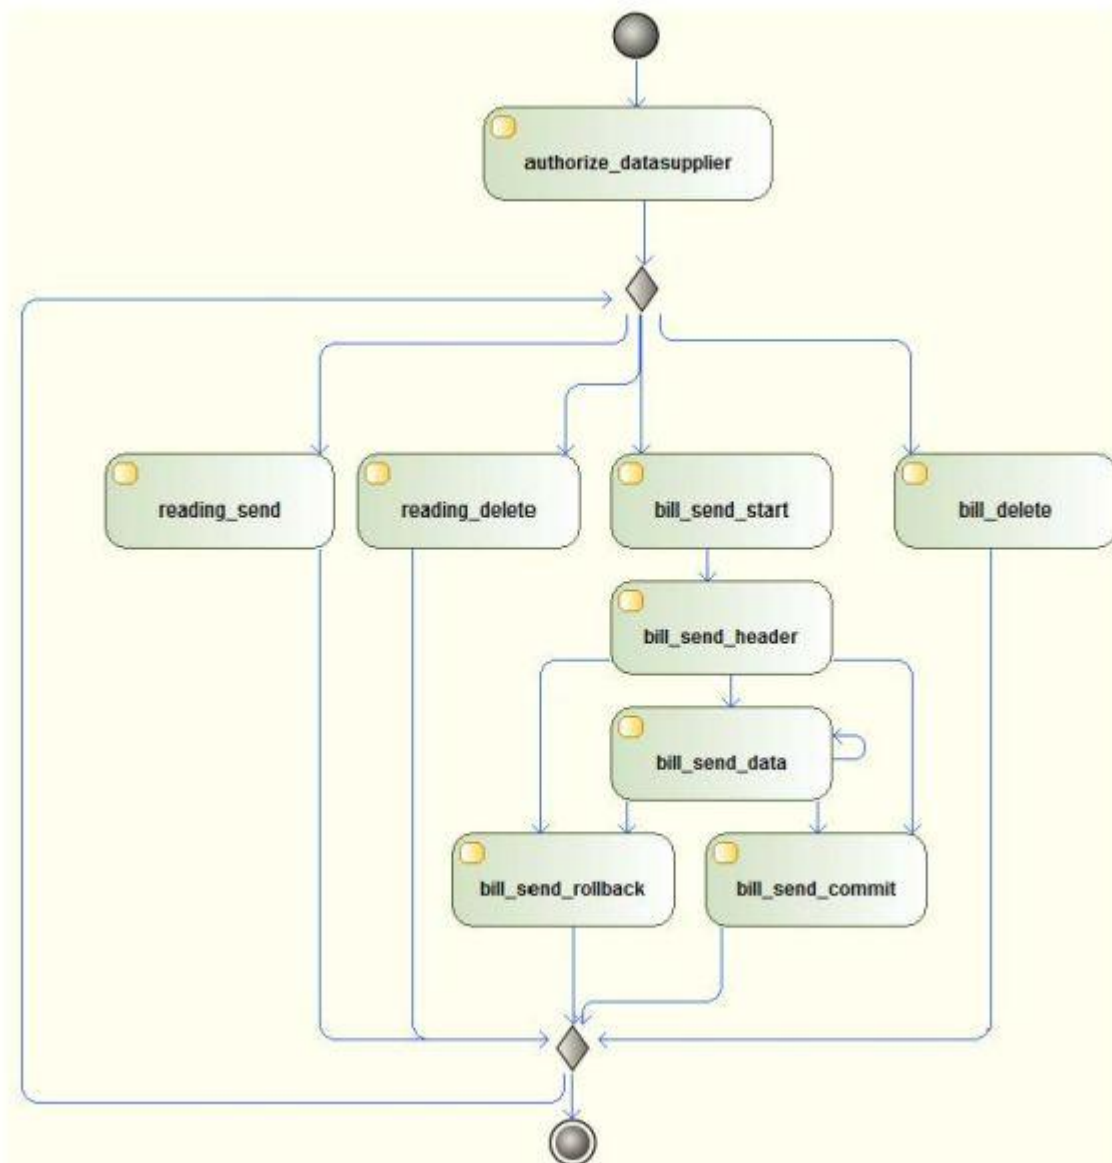 authorize_datasupplier
reading_send
reading_delete
bill_send_start
bill_delete
bill_send_header
bill_send_data
bill_send_rollback
bill_send_commit